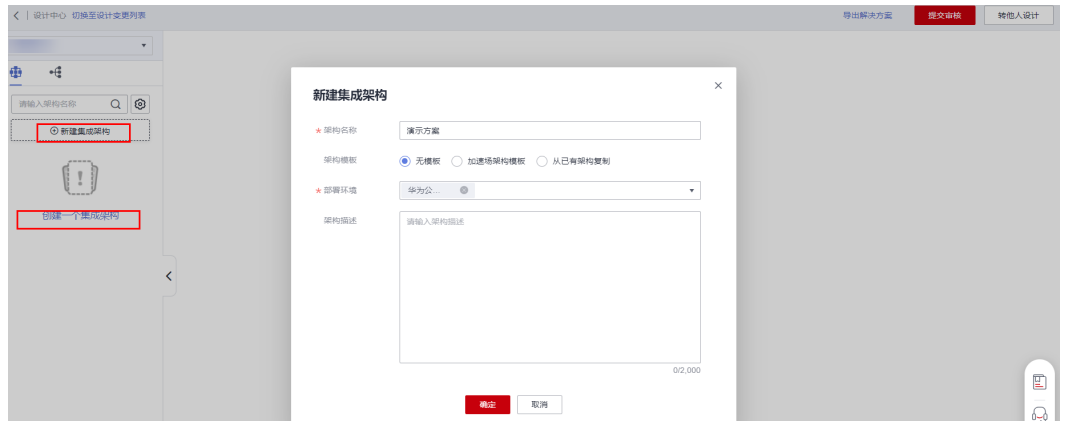 设计中心 切换至设计变更列表
导出解决方案
提交审核
转他人设计
请输入架构名称
新建集成架构
创建一个集成架构
新建集成架构
* 架构名称
演示方案
架构模板
无模板 加速场架构模板 从已有架构复制
* 部署环境
华为公...
架构描述
请输入架构描述
0/2,000
确定
取消